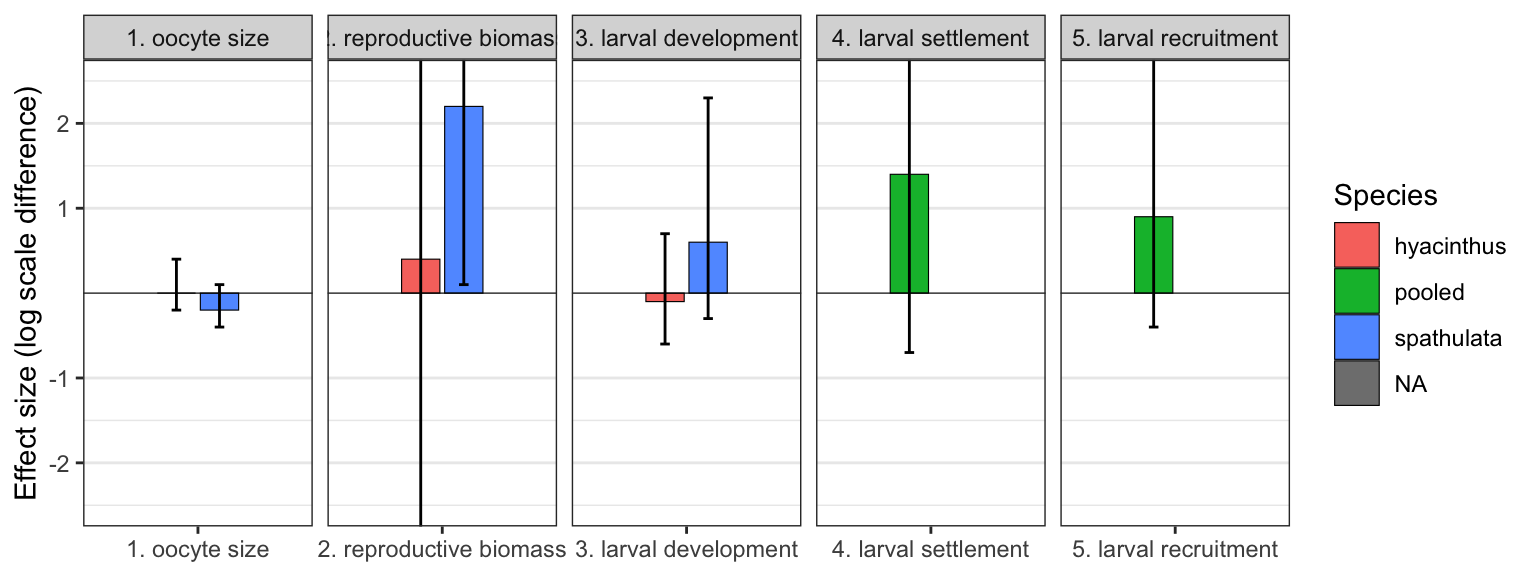 1. oocyte size
2. reproductive biomass
3. larval development
4. larval settlement
5. larval recruitment
Effect size (log scale difference)
2
1
-1
-2
1. oocyte size
2. reproductive biomass
3. larval development
4. larval settlement
5. larval recruitment
Species
hyacinthus
pooled
spathulata
NA